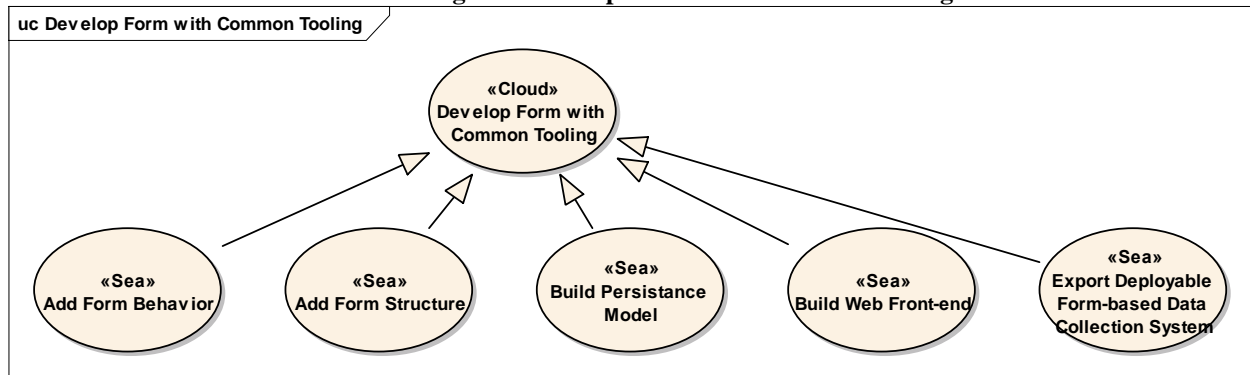 uc Develop Form with Common Tooling
«Cloud»
Develop Form with
Common Tooling
«Sea»
Add Form Behavior
«Sea»
Add Form Structure
«Sea»
Build Persistance
Model
«Sea»
Build Web Front-end
«Sea»
Export Deployable
Form-based Data
Collection System